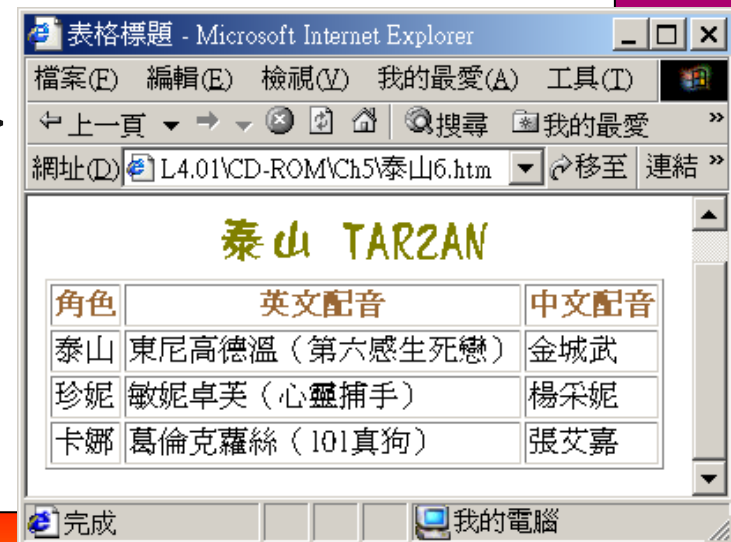 表格標題 - Microsoft Internet Explorer
檔案(F) 編輯(E) 檢視(V) 我的最愛(A) 工具(T)
上一頁 搜尋 我的最愛 »
網址(D) L4.01\CD-ROM\Ch5\泰山6.htm 移至 連結 »
泰山 TARZAN
角色 英文配音 中文配音
泰山 東尼高德溫（第六感生死戀） 金城武
珍妮 敏妮卓芙（心靈捕手） 楊采妮
卡娜 葛倫克蘿絲（101真狗） 張艾嘉
完成 我的電腦